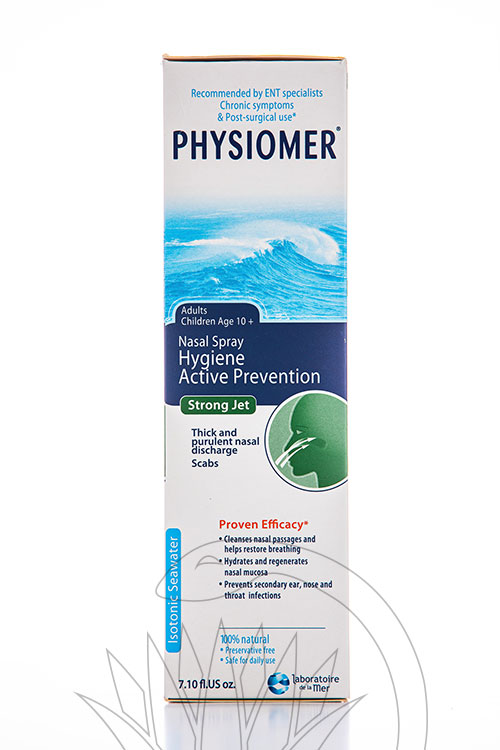 Recommended by ENT specialists
Chronic symptoms
& Post-surgical use*
PHYSIOMER®
Adults
Children Age 10 +
Nasal Spray
Hygiene
Active Prevention
Strong Jet
Thick and
purulent nasal
discharge
Scabs
Proven Efficacy*
• Cleanses nasal passages and
helps restore breathing
• Hydrates and regenerates
nasal mucosa
• Prevents secondary ear, nose and
throat infections
Isotonic Seawater
100% natural
• Preservative free
• Safe for daily use
7.10 fl.US oz.
laboratoire
de la Mer